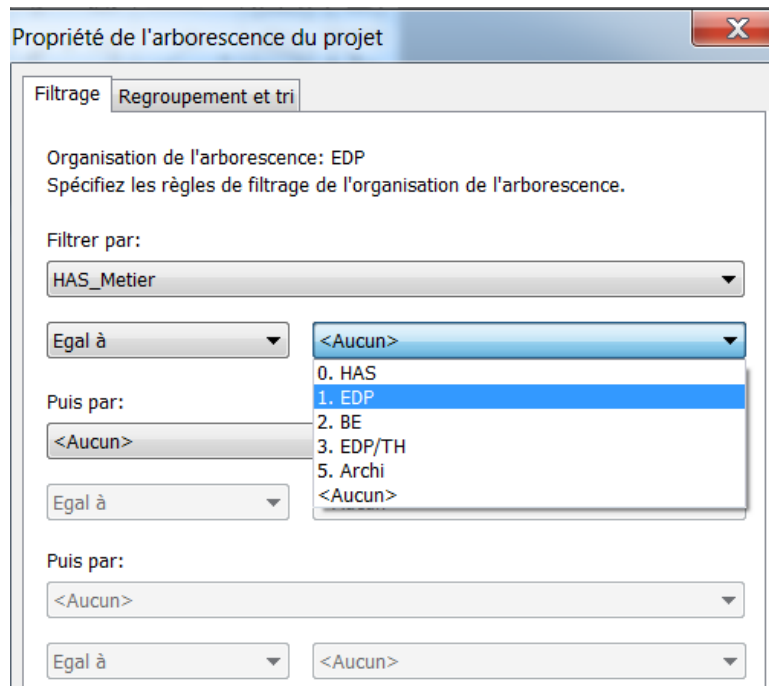 Propriété de l'arborescence du projet
X
Filtrage
Regroupement et tri
Organisation de l'arborescence: EDP
Spécifiez les règles de filtrage de l'organisation de l'arborescence.
Filtrer par:
HAS_Metier
Egal à
<Aucun>
0. HAS
1. EDP
2. BE
3. EDP/TH
5. Archi
<Aucun>
Puis par:
<Aucun>
Egal à
Puis par:
<Aucun>
Egal à
<Aucun>